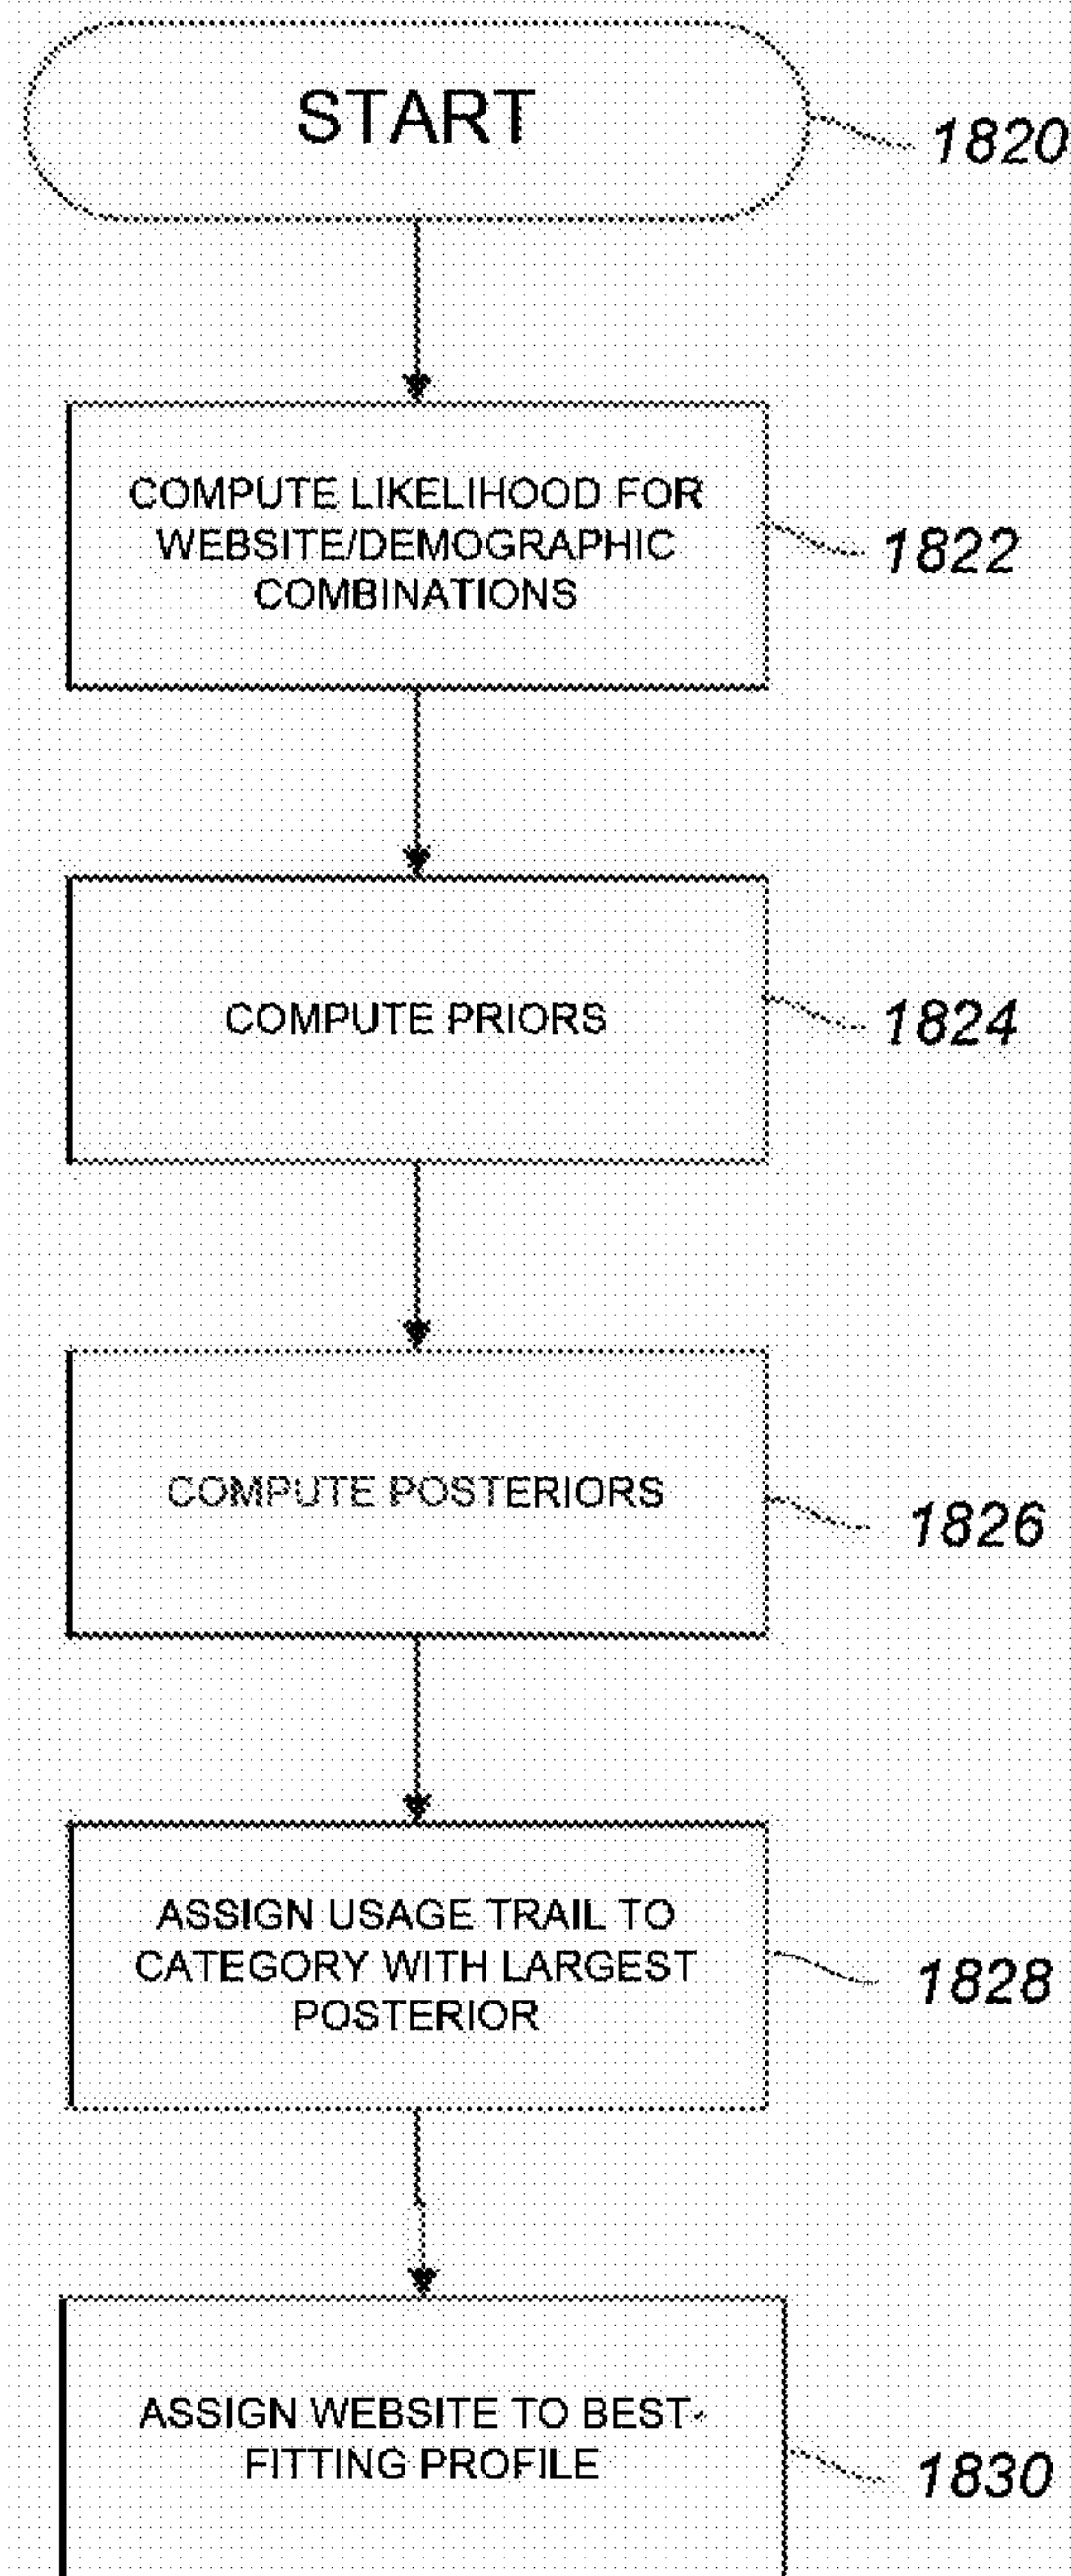 START
1820
COMPUTE LIKELIHOOD FOR
WEBSITE/DEMOGRAPHIC
COMBINATIONS
1822
COMPUTE PRIORS
1824
COMPUTE POSTERIORS
1826
ASSIGN USAGE TRAIL TO
CATEGORY WITH LARGEST
POSTERIOR
1828
ASSIGN WEBSITE TO BEST-
FITTING PROFILE
1830